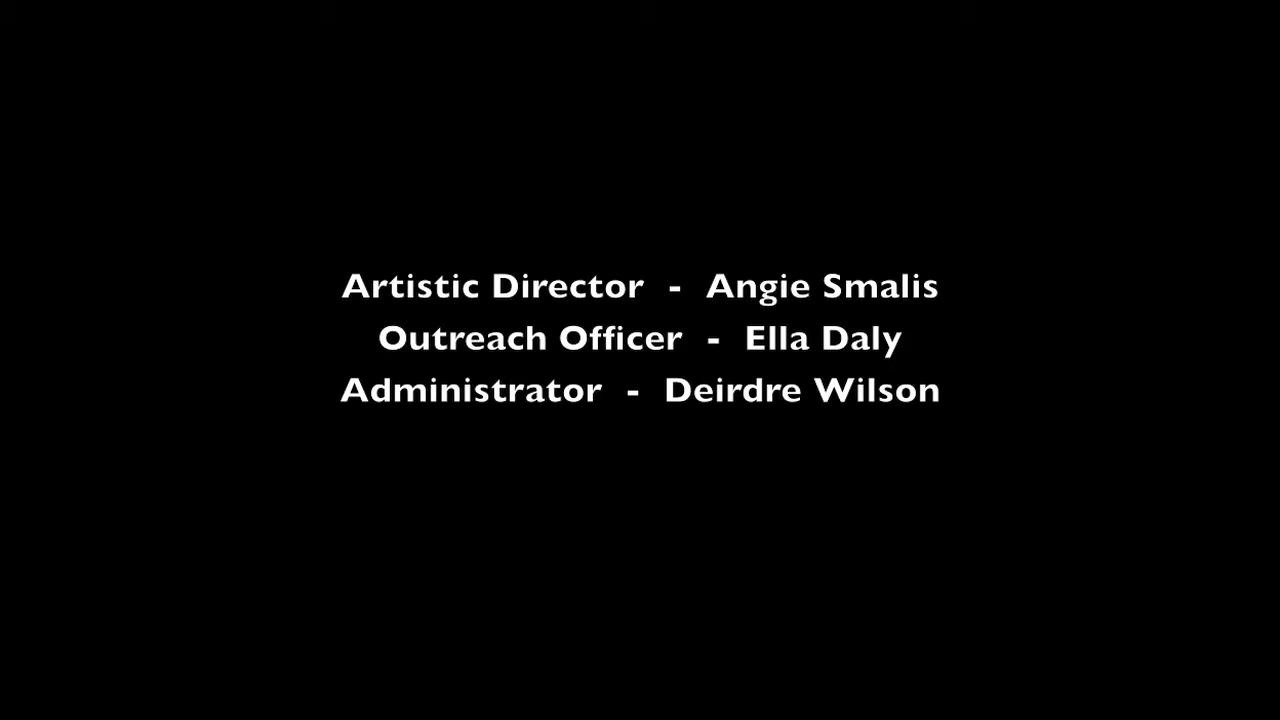 Artistic Director - Angie Smalis
Outreach Officer - Ella Daly
Administrator - Deirdre Wilson